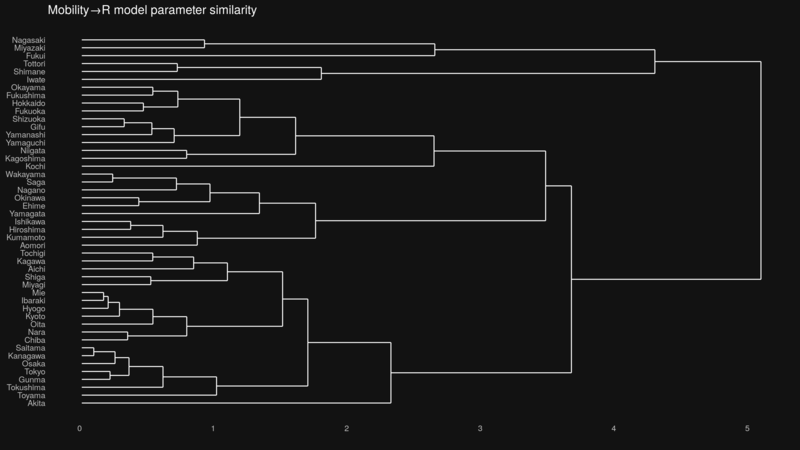 Mobility→R model parameter similarity
Nagasaki
Miyazaki
Fukui
Tottori
Shimane
Iwate
Okayama
Fukushima
Hokkaido
Fukuoka
Shizuoka
Gifu
Yamanashi
Yamaguchi
Niigata
Kagoshima
Kochi
Wakayama
Saga
Nagano
Okinawa
Ehime
Yamagata
Ishikawa
Hiroshima
Kumamoto
Aomori
Tochigi
Kagawa
Aichi
Shiga
Miyagi
Mie
Ibaraki
Hyogo
Kyoto
Oita
Nara
Chiba
Saitama
Kanagawa
Osaka
Tokyo
Gunma
Tokushima
Toyama
Akita
0 1 2 3 4 5